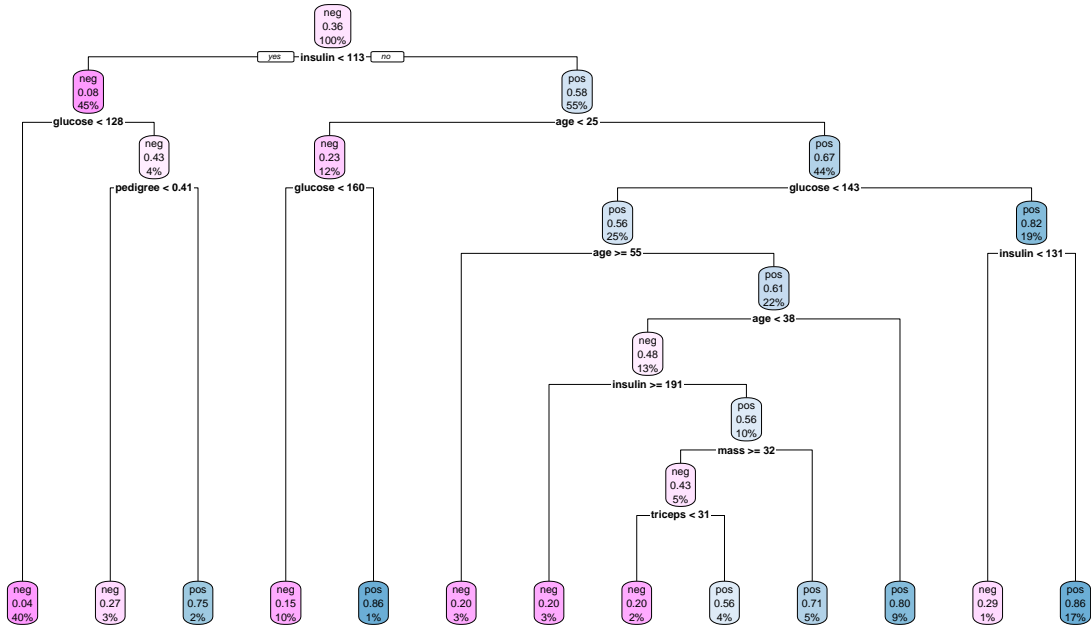 neg
0.36
100%
yes insulin < 113 no
neg
0.08
45%
glucose < 128
pos
0.58
55%
age < 25
neg
0.43
4%
pedigree < 0.41
neg
0.23
12%
glucose < 160
pos
0.67
44%
glucose < 143
pos
0.56
25%
age >= 55
pos
0.82
19%
insulin < 131
pos
0.61
22%
age < 38
neg
0.48
13%
insulin >= 191
pos
0.56
10%
mass >= 32
neg
0.43
5%
triceps < 31
neg
0.04
40%
neg
0.27
3%
pos
0.75
2%
neg
0.15
10%
pos
0.86
1%
neg
0.20
3%
neg
0.20
3%
neg
0.20
2%
pos
0.56
4%
pos
0.71
5%
pos
0.80
9%
neg
0.29
1%
pos
0.86
17%